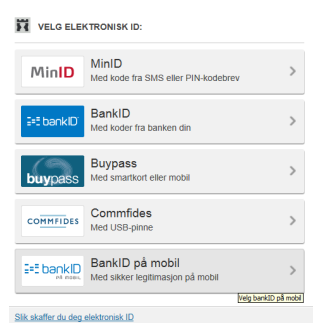 VELG ELEKTRONISK ID:
MinID
MinID
Med kode fra SMS eller PIN-kodebrev
bankID
BankID
Med koder fra banken din
buypass
Buypass
Med smartkort eller mobil
COMMFIDES
Commfides
Med USB-pinne
bankID
PÅ MOBIL
BankID på mobil
Med sikker legitimasjon på mobil
Velg bankID på mobil
Slik skaffer du deg elektronisk ID